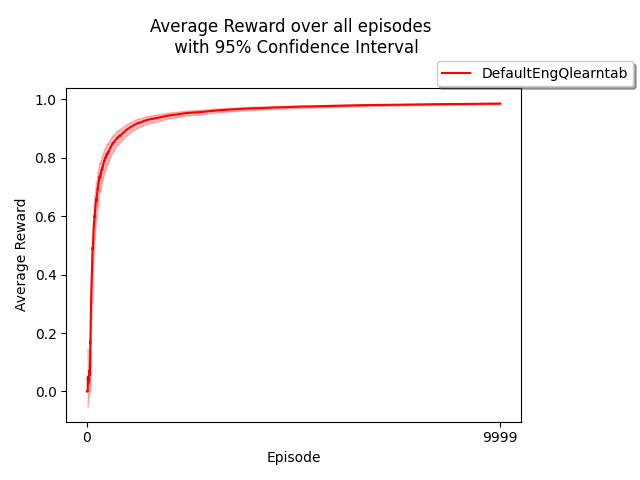 Average Reward over all episodes
with 95% Confidence Interval
DefaultEngQlearntab
1.0
0.8
0.6
0.4
0.2
0.0
Average Reward
0 9999
Episode